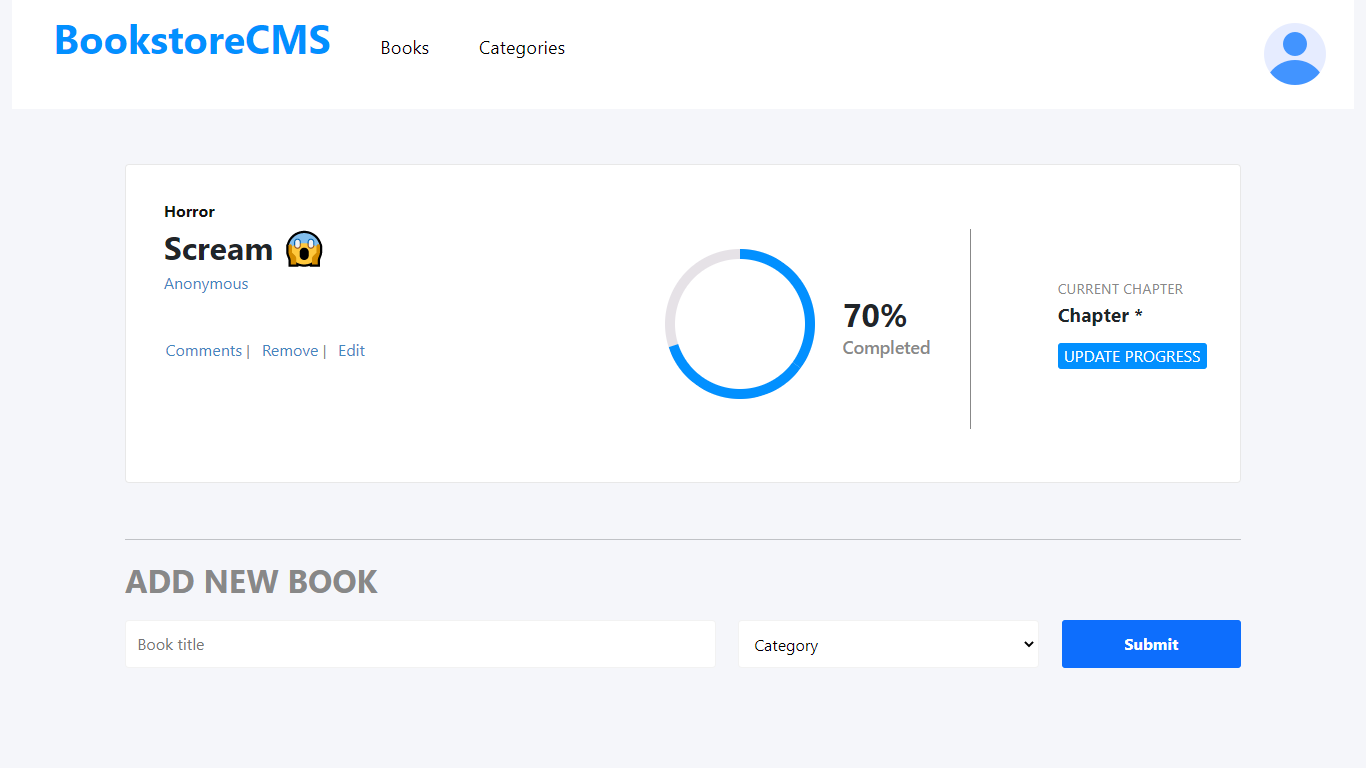 BookstoreCMS Books Categories
Horror
Scream 😱
Anonymous
Comments | Remove | Edit
70%
Completed
CURRENT CHAPTER
Chapter *
UPDATE PROGRESS
ADD NEW BOOK
Book title Category Submit